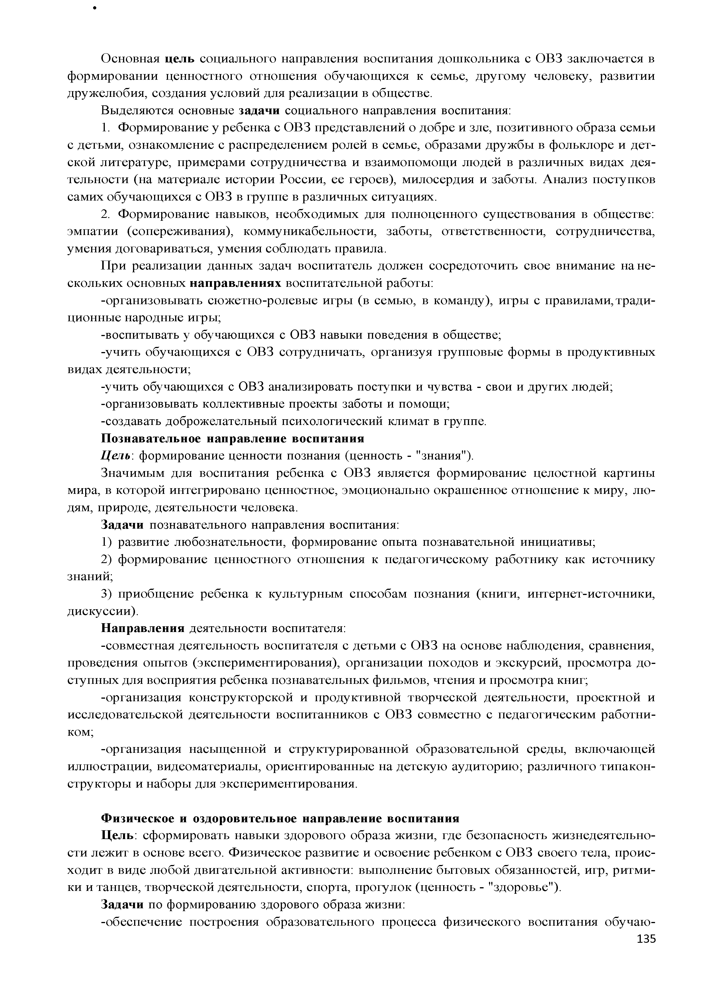 Основная цель социального направления воспитания дошкольника с ОВЗ заключается в
формировании ценностного отношения обучающихся к семье, другому человеку, развитии
дружелюбия, создания условий для реализации в обществе.
Выделяются основные задачи социального направления воспитания:
1. Формирование у ребенка с ОВЗ представлений о добре и зле, позитивного образа семьи
с детьми, ознакомление с распределением ролей в семье, образами дружбы в фольклоре и дет-
ской литературе, примерами сотрудничества и взаимопомощи людей в различных видах дея-
тельности (на материале истории России, ее героев), милосердия и заботы. Анализ поступков
самих обучающихся с ОВЗ в группе в различных ситуациях.
2. Формирование навыков, необходимых для полноценного существования в обществе:
эмпатии (сопереживания), коммуникабельности, заботы, ответственности, сотрудничества,
умения договариваться, умения соблюдать правила.
При реализации данных задач воспитатель должен сосредоточить свое внимание на не-
скольких основных направлениях воспитательной работы:
-организовывать сюжетно-ролевые игры (в семью, в команду), игры с правилами, тради-
ционные народные игры;
-воспитывать у обучающихся с ОВЗ навыки поведения в обществе;
-учить обучающихся с ОВЗ сотрудничать, организуя групповые формы в продуктивных
видах деятельности;
-учить обучающихся с ОВЗ анализировать поступки и чувства - свои и других людей;
-организовывать коллективные проекты заботы и помощи;
-создавать доброжелательный психологический климат в группе.
Познавательное направление воспитания
Цель: формирование ценности познания (ценность - "знания").
Значимым для воспитания ребенка с ОВЗ является формирование целостной картины
мира, в которой интегрировано ценностное, эмоционально окрашенное отношение к миру, лю-
дям, природе, деятельности человека.
Задачи познавательного направления воспитания:
1) развитие любознательности, формирование опыта познавательной инициативы;
2) формирование ценностного отношения к педагогическому работнику как источнику
знаний;
3) приобщение ребенка к культурным способам познания (книги, интернет-источники,
дискуссии).
Направления деятельности воспитателя:
-совместная деятельность воспитателя с детьми с ОВЗ на основе наблюдения, сравнения,
проведения опытов (экспериментирования), организации походов и экскурсий, просмотра до-
ступных для восприятия ребенка познавательных фильмов, чтения и просмотра книг;
-организация конструкторской и продуктивной творческой деятельности, проектной и
исследовательской деятельности воспитанников с ОВЗ совместно с педагогическим работни-
ком;
-организация насыщенной и структурированной образовательной среды, включающей
иллюстрации, видеоматериалы, ориентированные на детскую аудиторию; различного типакон-
структоры и наборы для экспериментирования.
Физическое и оздоровительное направление воспитания
Цель: сформировать навыки здорового образа жизни, где безопасность жизнедеятельно-
сти лежит в основе всего. Физическое развитие и освоение ребенком с ОВЗ своего тела, проис-
ходит в виде любой двигательной активности: выполнение бытовых обязанностей, игр, ритми-
ки и танцев, творческой деятельности, спорта, прогулок (ценность - "здоровье").
Задачи по формированию здорового образа жизни:
-обеспечение построения образовательного процесса физического воспитания обучаю-
135